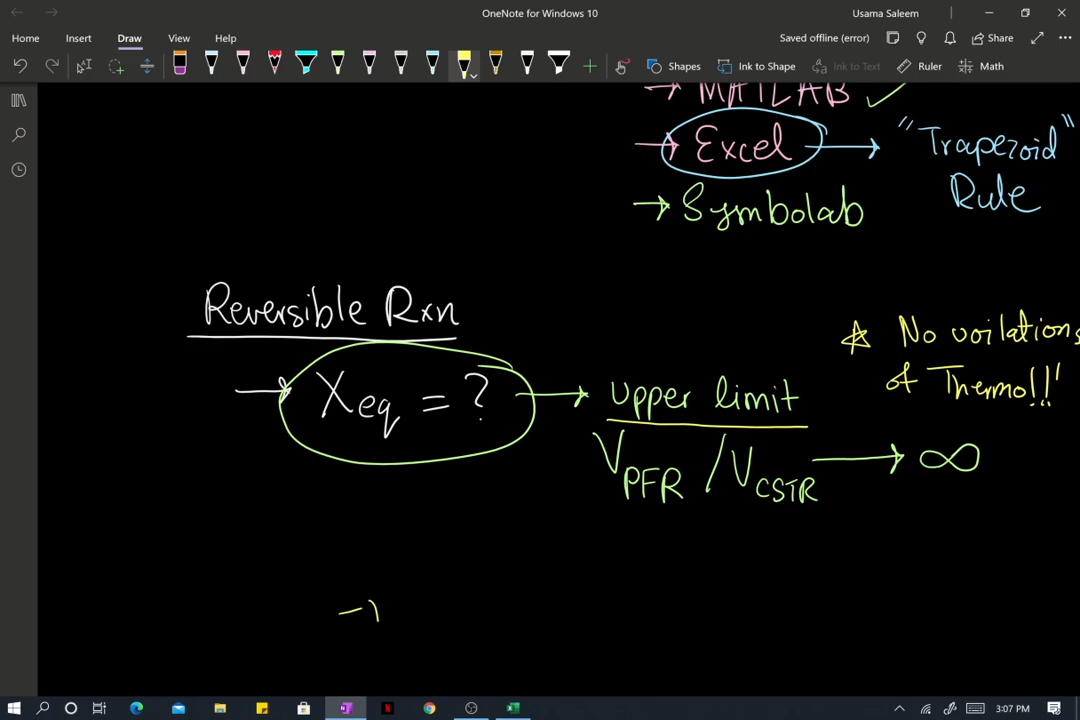 OneNote for Windows 10
Usama Saleem
Home Insert Draw View Help
Saved offline (error)
Share
Shapes
Ink to Shape
Ink to Text
Ruler
Math
→ MATLAB ✓
→ Excel → "Trapezoid"
Rule
→ Symbolab
Reversible Rxn
→ Xeq = ? → upper limit
VPFR / VCSTR → ∞
☆ No voilations
of Thermo!!'
3:07 PM